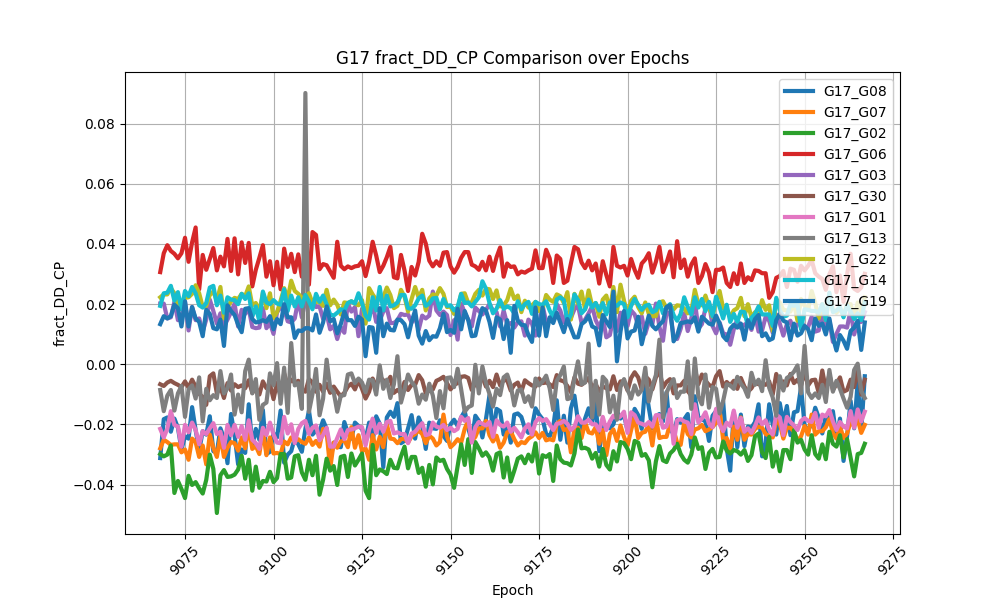 G17 fract_DD_CP Comparison over Epochs
fract_DD_CP
0.08
0.06
0.04
0.02
0.00
−0.02
−0.04
G17_G08
G17_G07
G17_G02
G17_G06
G17_G03
G17_G30
G17_G01
G17_G13
G17_G22
G17_G14
G17_G19
9075
9100
9125
9150
9175
9200
9225
9250
9275
Epoch